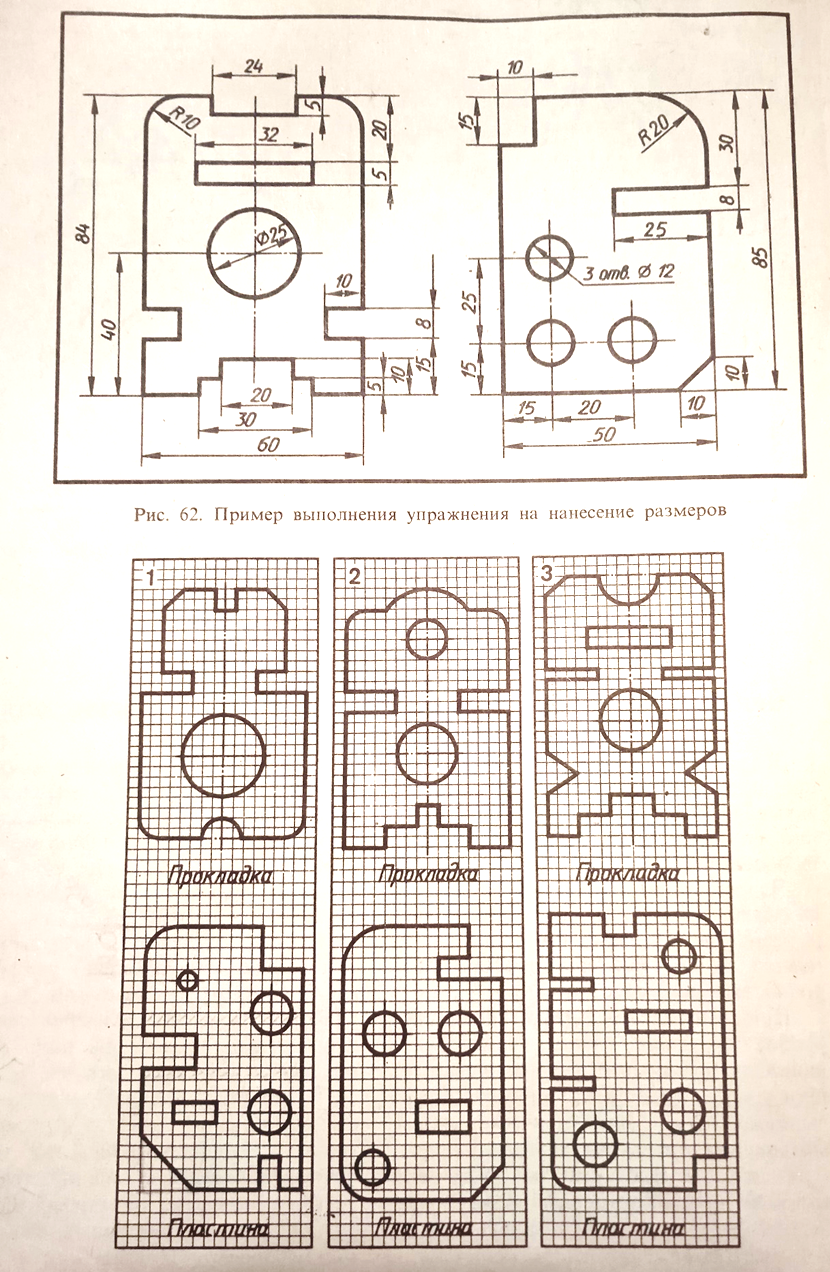 24
5
R10
32
20
5
Ø25
84
40
10
8
15
10
5
20
30
60
10
15
R20
30
8
25
85
3 отв. Ø 12
25
15
10
15
20
10
50
Рис. 62. Пример выполнения упражнения на нанесение размеров
1
2
3
Прокладка
Прокладка
Прокладка
Пластина
Пластина
Пластина